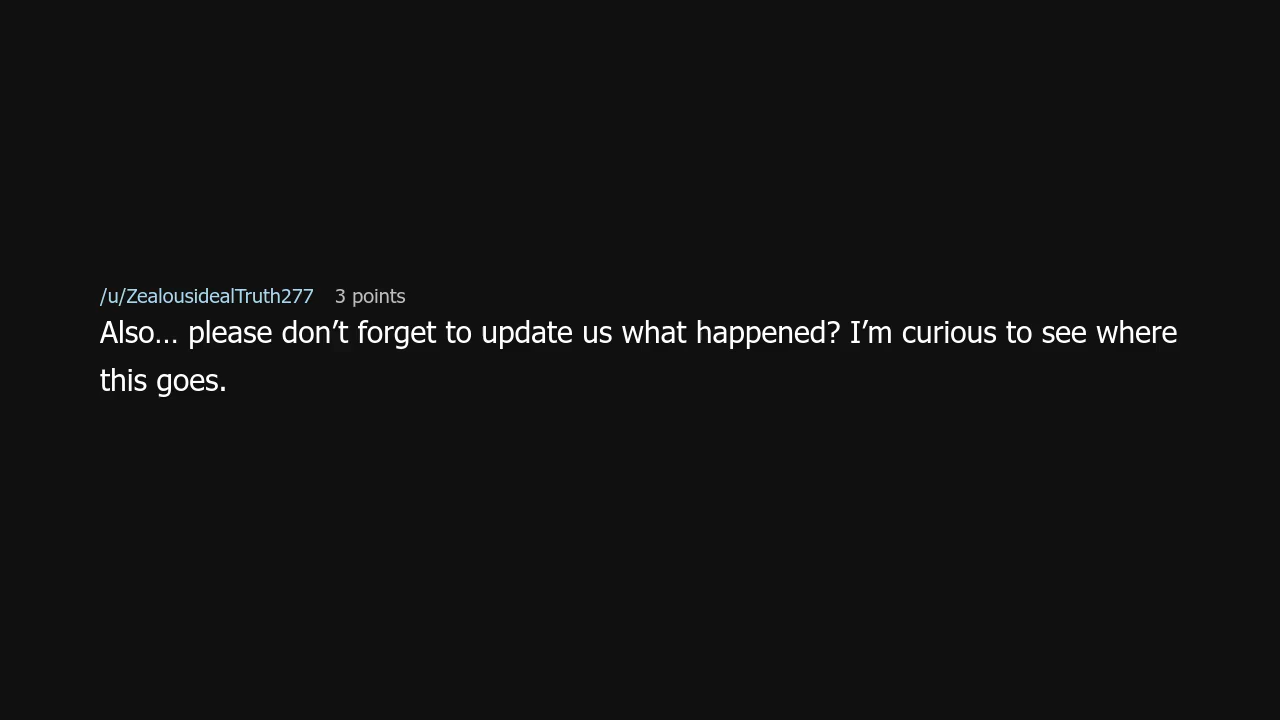 /u/ZealousidealTruth277 3 points
Also... please don’t forget to update us what happened? I’m curious to see where
this goes.